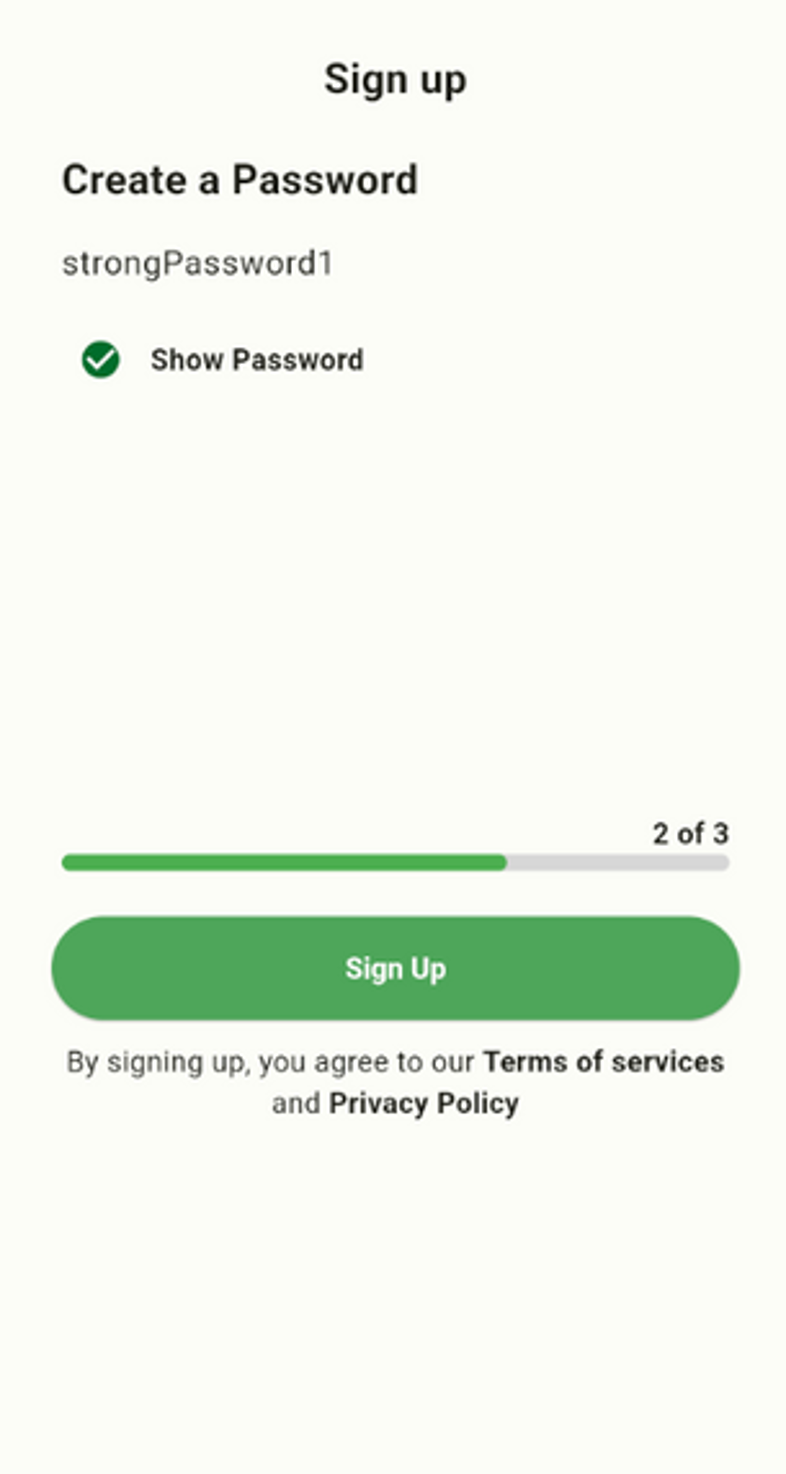 Sign up
Create a Password
strongPassword1
Show Password
2 of 3
Sign Up
By signing up, you agree to our Terms of services
and Privacy Policy